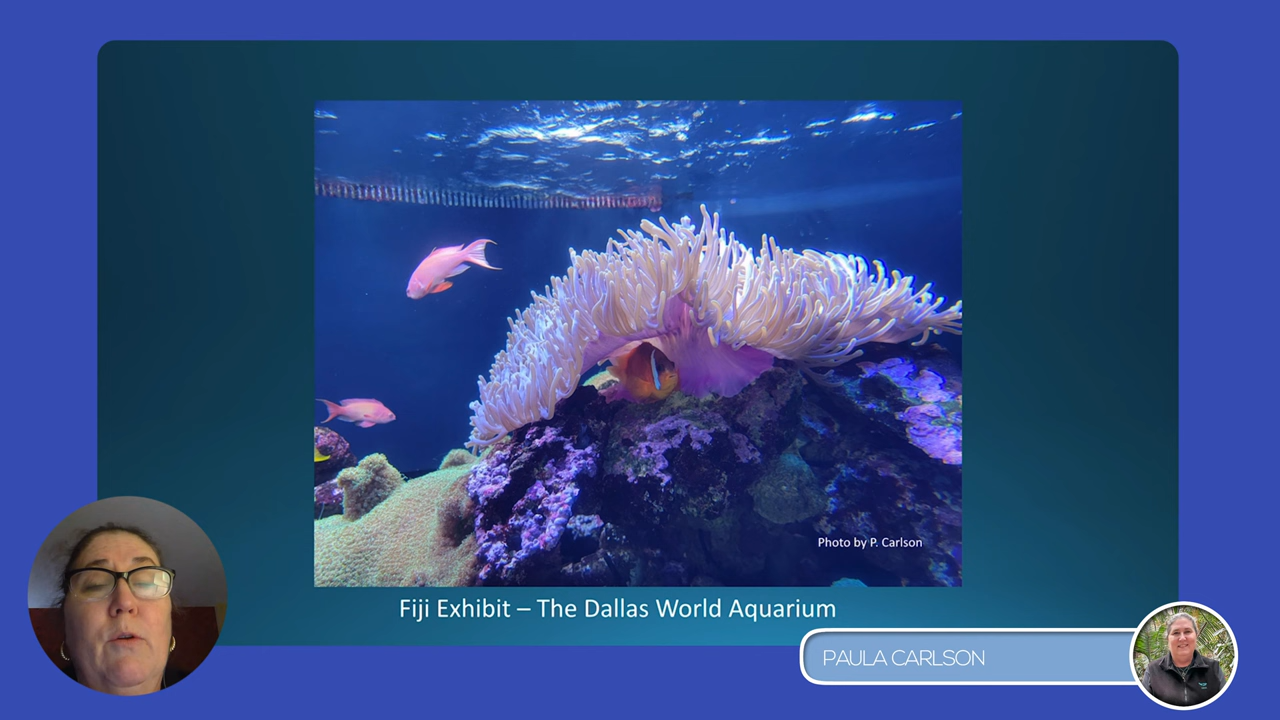 Photo by P. Carlson
Fiji Exhibit – The Dallas World Aquarium
PAULA CARLSON